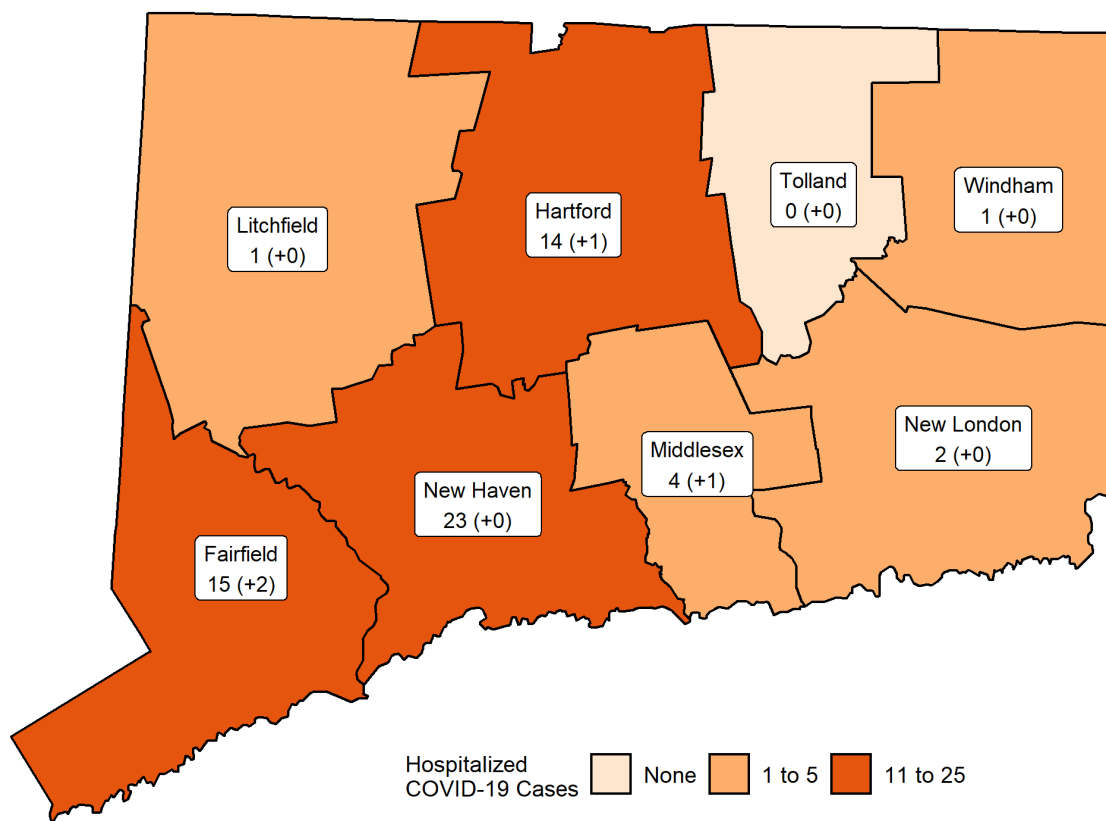 Tolland
0 (+0)
Windham
1 (+0)
Hartford
14 (+1)
Litchfield
1 (+0)
New London
2 (+0)
Middlesex
4 (+1)
New Haven
23 (+0)
Fairfield
15 (+2)
Hospitalized
COVID-19 Cases
None
1 to 5
11 to 25